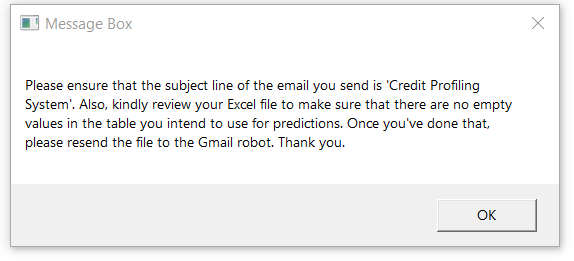 Message Box
Please ensure that the subject line of the email you send is 'Credit Profiling
System'. Also, kindly review your Excel file to make sure that there are no empty
values in the table you intend to use for predictions. Once you've done that,
please resend the file to the Gmail robot. Thank you.
OK